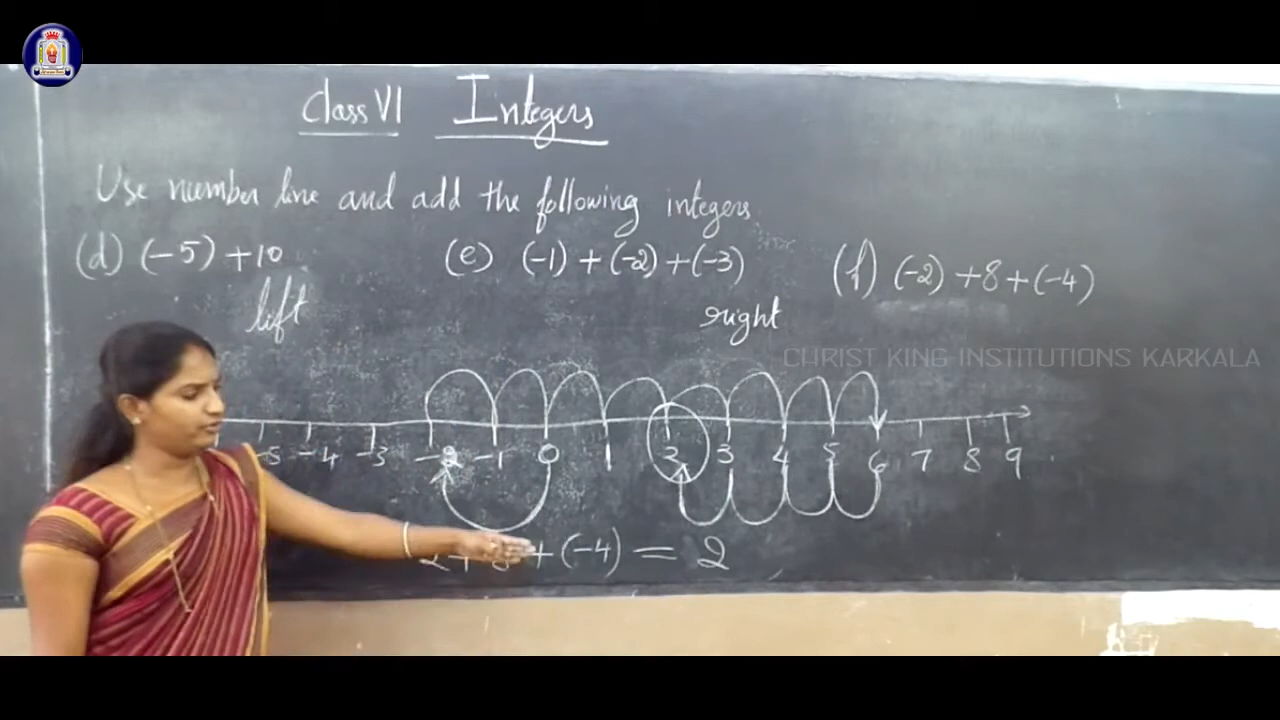 Class VI Integers
Use number line and add the following integers.
(d) (-5) +10 (e) (-1) + (-2) + (-3) (f) (-2) +8 + (-4)
left right
CHRIST KING INSTITUTIONS KARKALA
-5 -4 -3 -2 -1 0 1 2 3 4 5 6 7 8 9
+ (-4) = 2